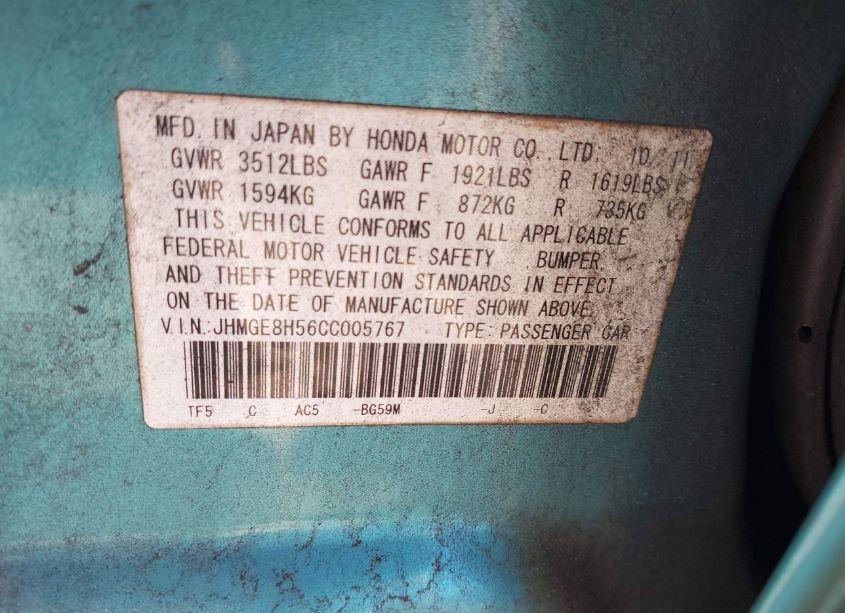 MFD. IN JAPAN BY HONDA MOTOR CO.,LTD. 10/11
GVWR 3512LBS GAWR F 1921LBS R 1619LBS
GVWR 1594KG GAWR F 872KG R 735KG
THIS VEHICLE CONFORMS TO ALL APPLICABLE
FEDERAL MOTOR VEHICLE SAFETY BUMPER,
AND THEFT PREVENTION STANDARDS IN EFFECT
ON THE DATE OF MANUFACTURE SHOWN ABOVE.
V.I.N.:JHMGE8H56CC005767 TYPE:PASSENGER CAR
TF5 C AC5 -BG59M -J -C